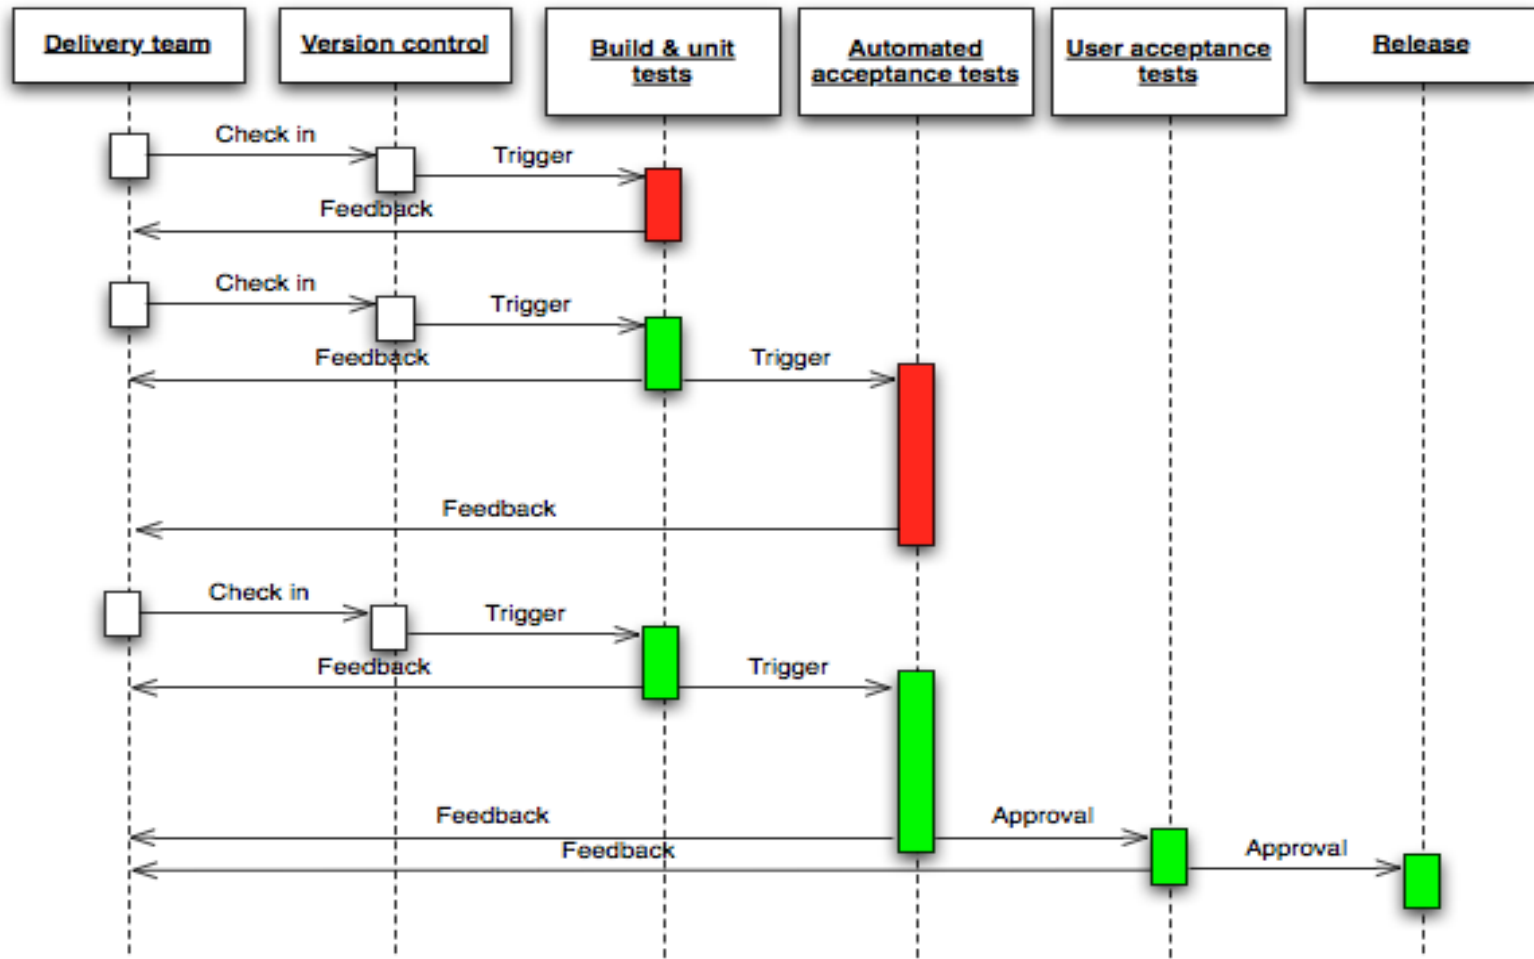 Delivery team
Version control
Build & unit
tests
Automated
acceptance tests
User acceptance
tests
Release
Check in
Trigger
Feedback
Check in
Trigger
Feedback
Trigger
Feedback
Check in
Trigger
Feedback
Trigger
Feedback
Approval
Feedback
Approval